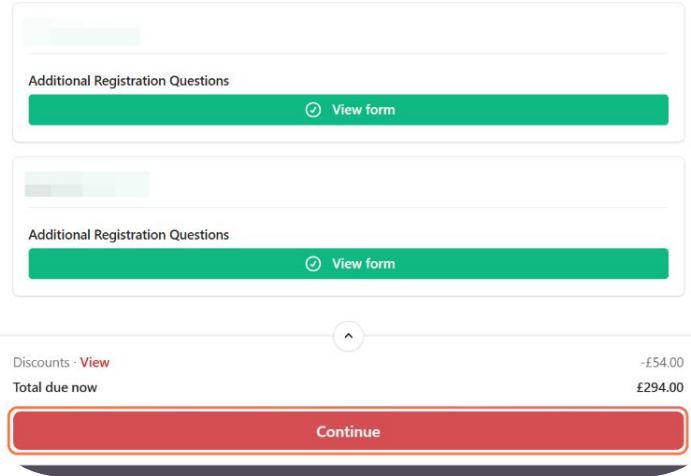 Additional Registration Questions
View form
Additional Registration Questions
View form
Discounts · View -£54.00
Total due now £294.00
Continue